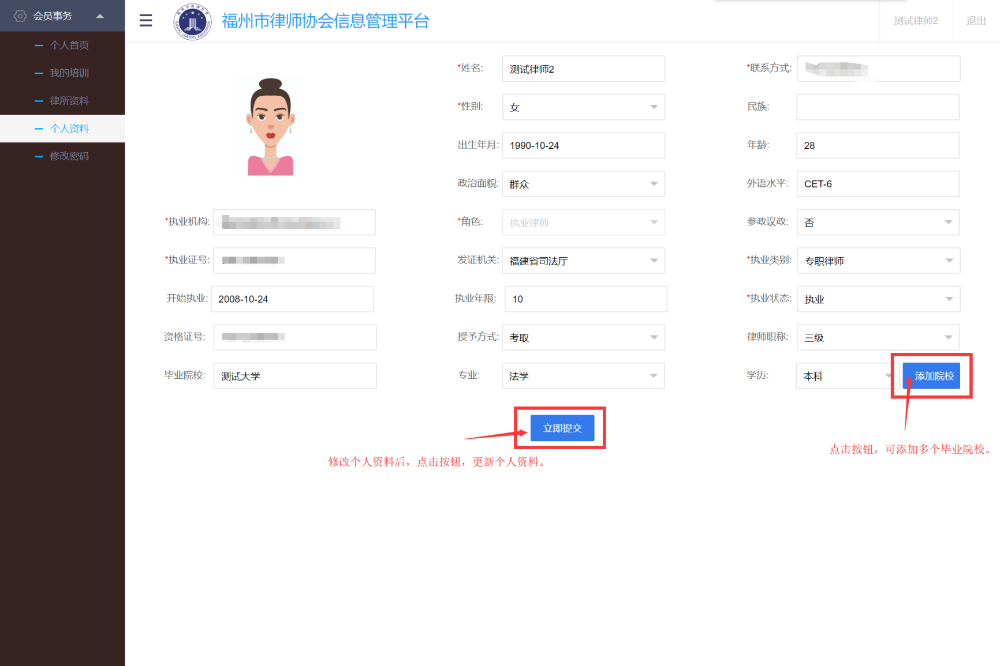 会员事务
福州市律师协会信息管理平台
测试律师2
退出
个人首页
我的培训
律所资料
个人资料
修改密码
*姓名: 测试律师2
*联系方式:
*性别: 女
民族:
出生年月: 1990-10-24
年龄: 28
政治面貌: 群众
外语水平: CET-6
*执业机构:
*角色: 执业律师
参政议政: 否
*执业证号:
发证机关: 福建省司法厅
*执业类别: 专职律师
开始执业: 2008-10-24
执业年限: 10
*执业状态: 执业
资格证号:
授予方式: 考取
律师职称: 三级
毕业院校: 测试大学
专业: 法学
学历: 本科
添加院校
立即提交
点击按钮，可添加多个毕业院校。
修改个人资料后，点击按钮，更新个人资料。